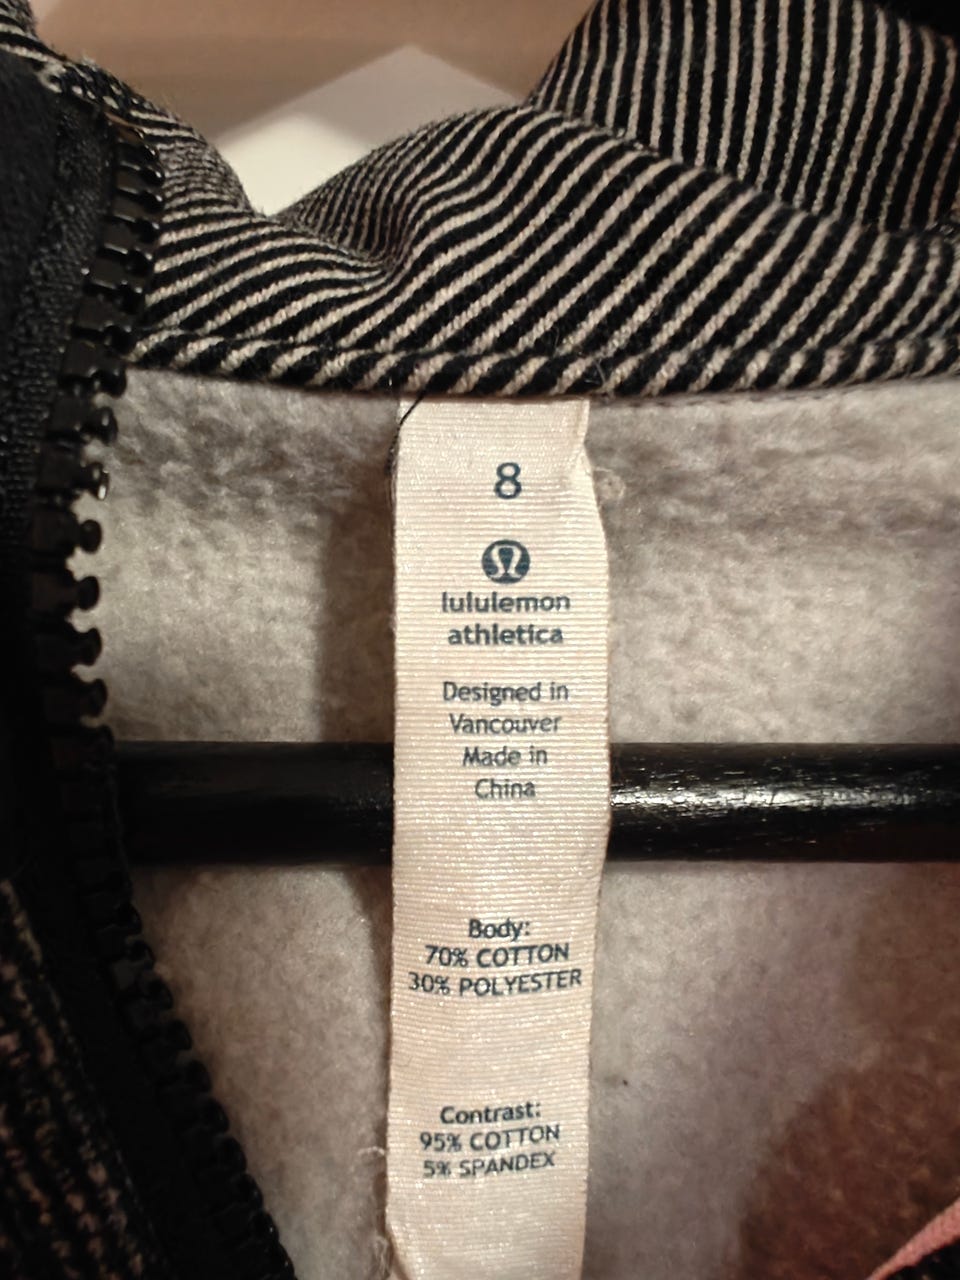 8
lululemon
athletica
Designed in
Vancouver
Made in
China
Body:
70% COTTON
30% POLYESTER
Contrast:
95% COTTON
5% SPANDEX